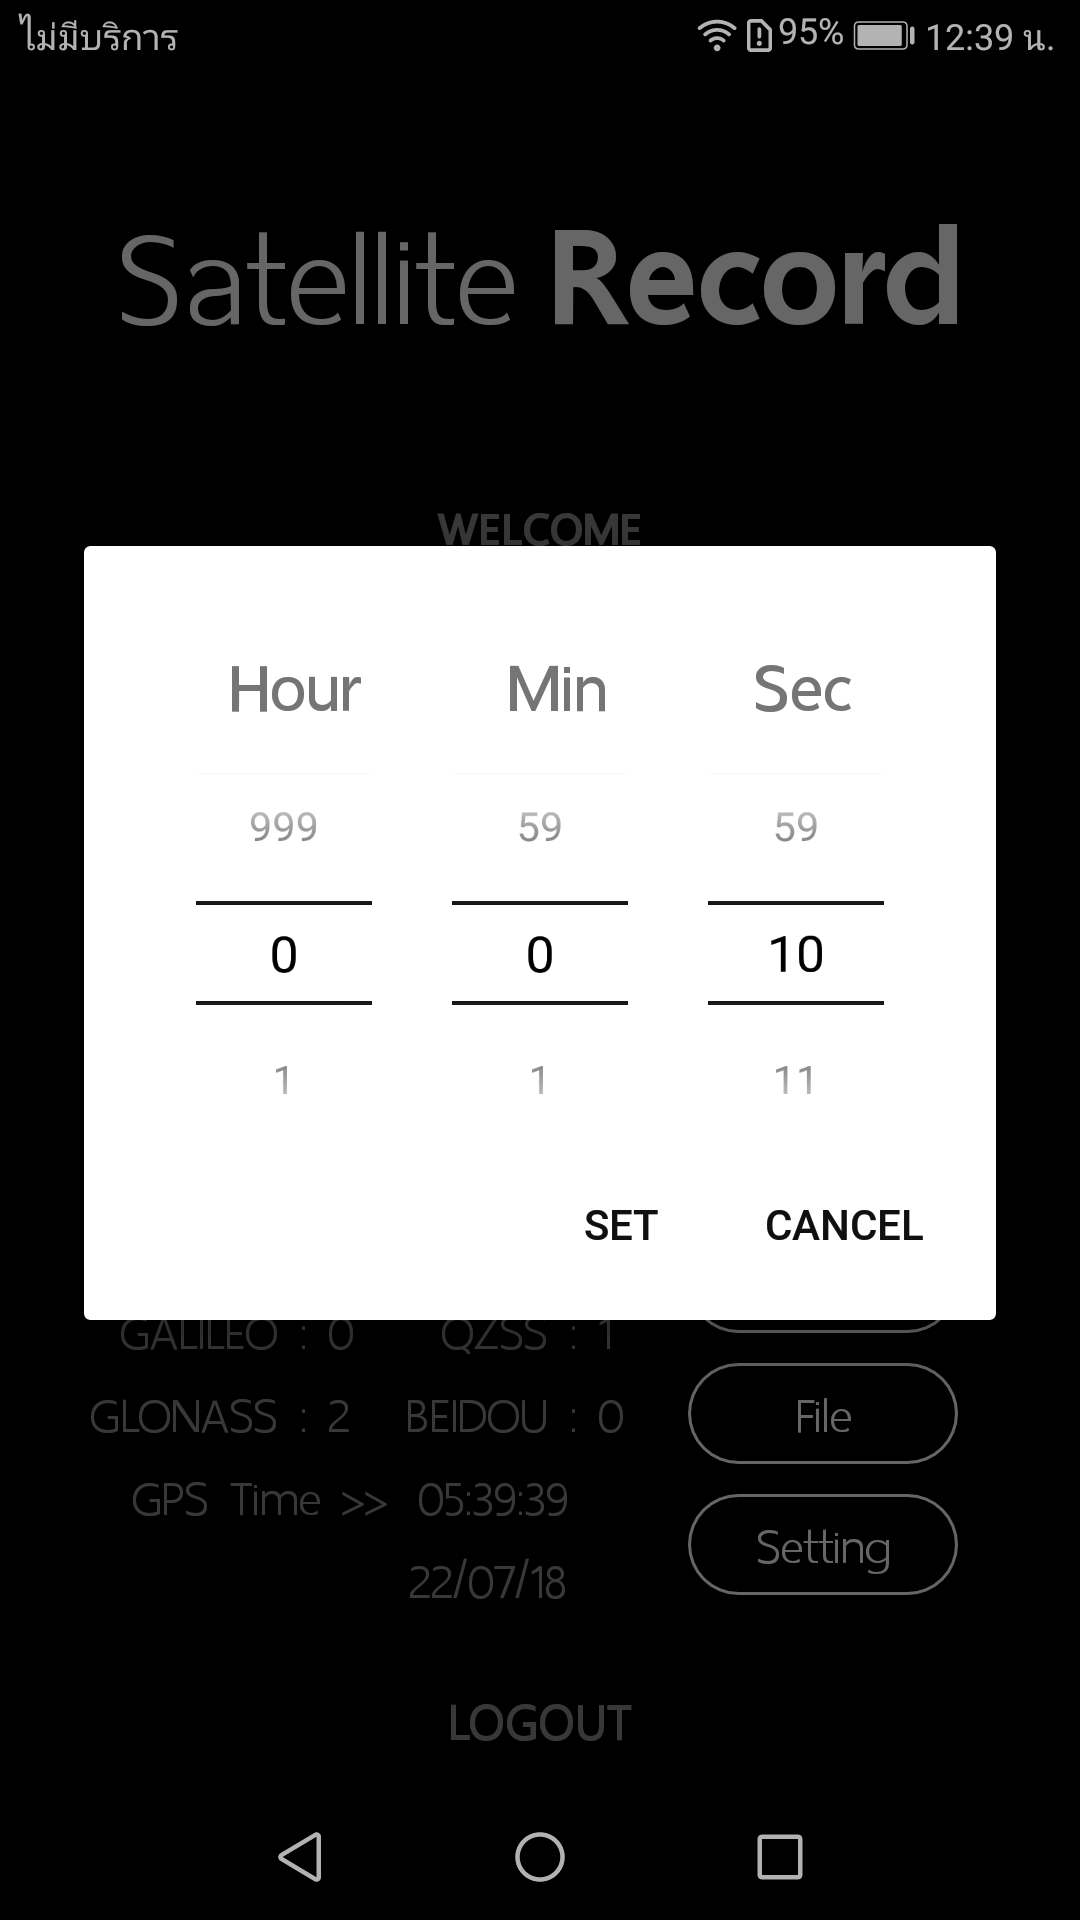 ไม่มีบริการ 95% 12:39 น.
Satellite Record
WELCOME
Hour Min Sec
999 59 59
0 0 10
1 1 11
SET CANCEL
GALILEO : 0 QZSS : 1
GLONASS : 2 BEIDOU : 0
File
GPS Time >> 05:39:39
Setting
22/07/18
LOGOUT